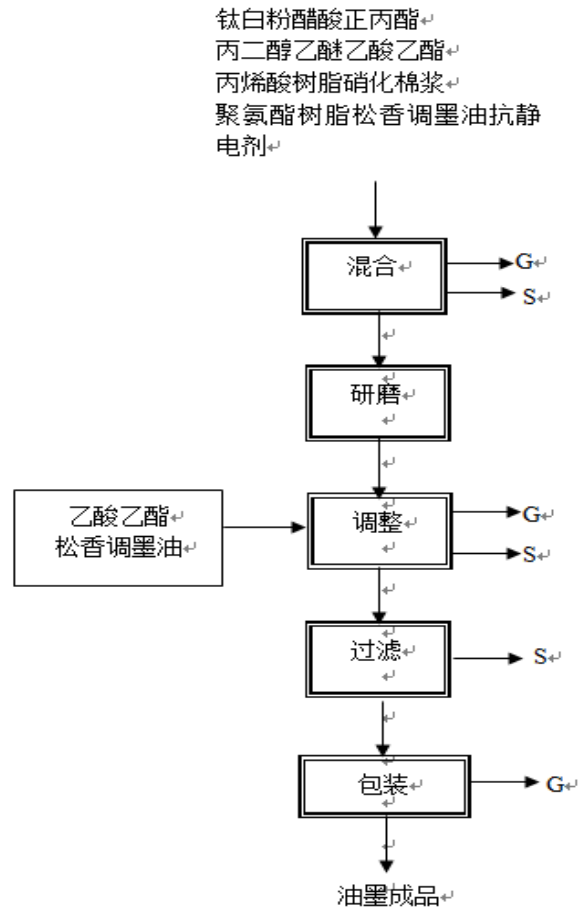 钛白粉醋酸正丙酯
丙二醇乙醚乙酸乙酯
丙烯酸树脂硝化棉浆
聚氨酯树脂松香调墨油抗静
电剂
混合
G
S
研磨
乙酸乙酯
松香调墨油
调整
G
S
过滤
S
包装
G
油墨成品